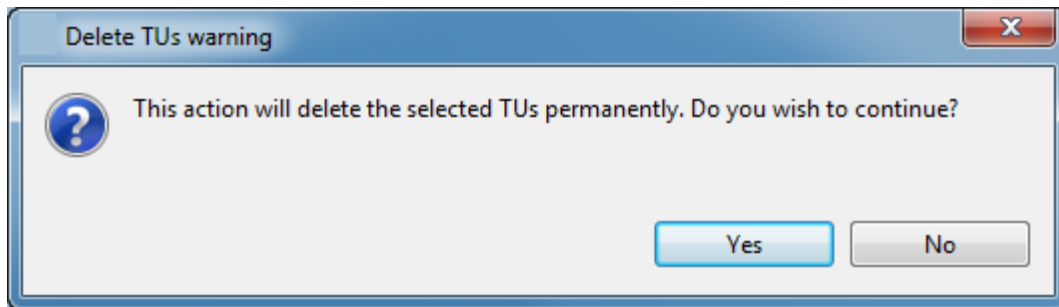 Delete TUs warning
This action will delete the selected TUs permanently. Do you wish to continue?
Yes
No